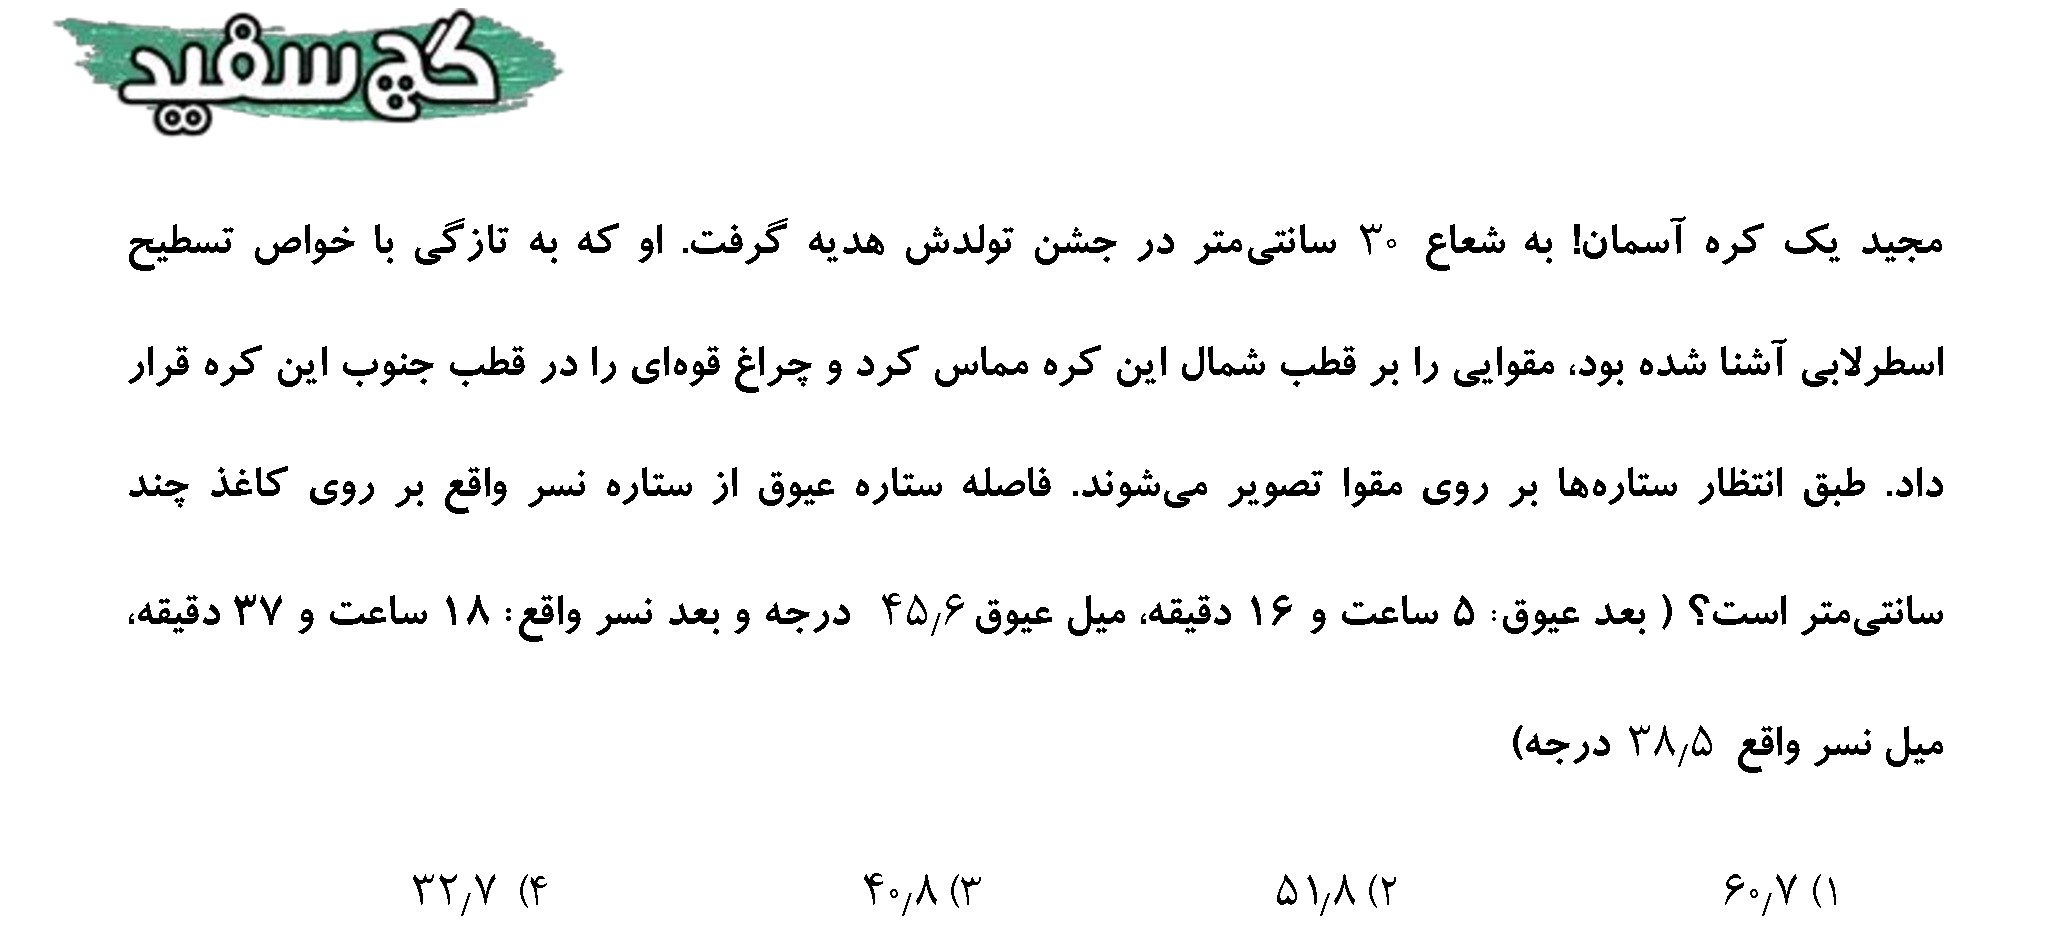 گچ سفید
مجید یک کره آسمان! به شعاع ۳۰ سانتی‌متر در جشن تولدش هدیه گرفت. او که به تازگی با خواص تسطیح
اسطرلابی آشنا شده بود، مقوایی را بر قطب شمال این کره مماس کرد و چراغ قوه‌ای را در قطب جنوب این کره قرار
داد. طبق انتظار ستاره‌ها بر روی مقوا تصویر می‌شوند. فاصله ستاره عیوق از ستاره نسر واقع بر روی کاغذ چند
سانتی‌متر است؟ ( بعد عیوق: ۵ ساعت و ۱۶ دقیقه، میل عیوق ۴۵٫۶ درجه و بعد نسر واقع: ۱۸ ساعت و ۳۷ دقیقه،
میل نسر واقع ۳۸٫۵ درجه)
۱) ۶۰٫۷ ۲) ۵۱٫۸ ۳) ۴۰٫۸ ۴) ۳۲٫۷